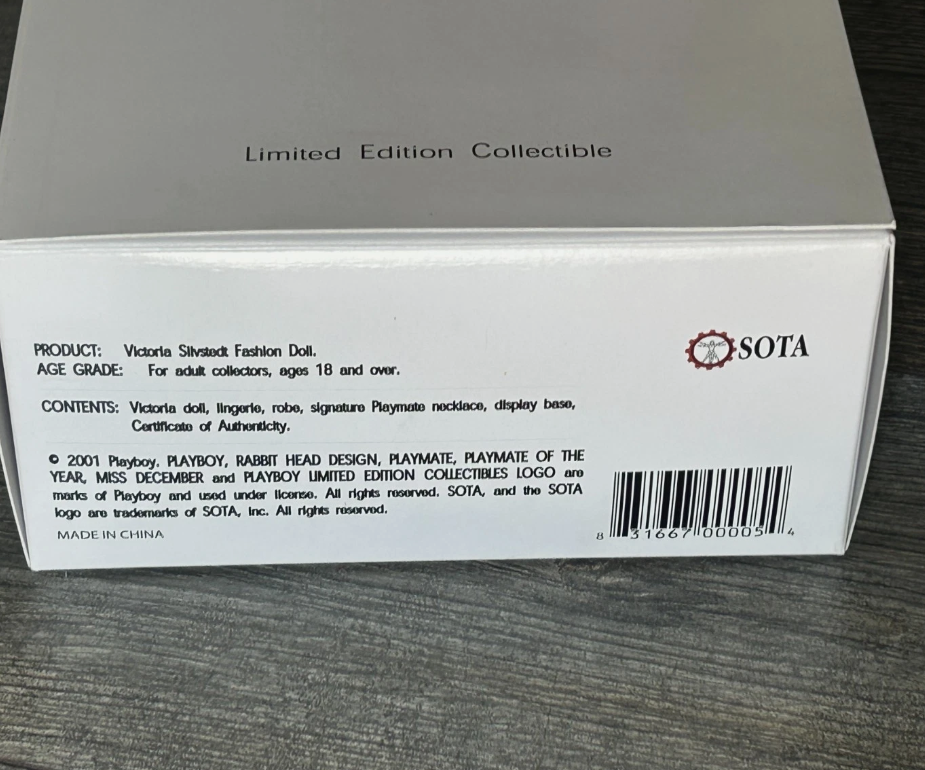 Limited Edition Collectible
SOTA
PRODUCT: Victoria Silvstedt Fashion Doll.
AGE GRADE: For adult collectors, ages 18 and over.
CONTENTS: Victoria doll, lingerie, robe, signature Playmate necklace, display base,
Certificate of Authenticity.
© 2001 Playboy. PLAYBOY, RABBIT HEAD DESIGN, PLAYMATE, PLAYMATE OF THE
YEAR, MISS DECEMBER and PLAYBOY LIMITED EDITION COLLECTIBLES LOGO are
marks of Playboy and used under license. All rights reserved. SOTA, and the SOTA
logo are trademarks of SOTA, Inc. All rights reserved.
MADE IN CHINA
8 31667 00005 4